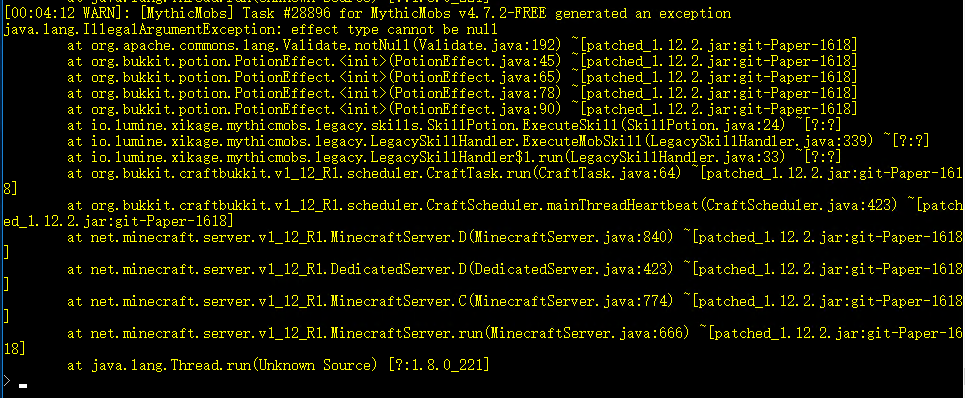 [00:04:12 WARN]: [MythicMobs] Task #28896 for MythicMobs v4.7.2-FREE generated an exception
java.lang.IllegalArgumentException: effect type cannot be null
at org.apache.commons.lang.Validate.notNull(Validate.java:192) ~[patched_1.12.2.jar:git-Paper-1618]
at org.bukkit.potion.PotionEffect.<init>(PotionEffect.java:45) ~[patched_1.12.2.jar:git-Paper-1618]
at org.bukkit.potion.PotionEffect.<init>(PotionEffect.java:65) ~[patched_1.12.2.jar:git-Paper-1618]
at org.bukkit.potion.PotionEffect.<init>(PotionEffect.java:78) ~[patched_1.12.2.jar:git-Paper-1618]
at org.bukkit.potion.PotionEffect.<init>(PotionEffect.java:90) ~[patched_1.12.2.jar:git-Paper-1618]
at io.lumine.xikage.mythicmobs.legacy.skills.SkillPotion.ExecuteSkill(SkillPotion.java:24) ~[?:?]
at io.lumine.xikage.mythicmobs.legacy.LegacySkillHandler.ExecuteMobSkill(LegacySkillHandler.java:339) ~[?:?]
at io.lumine.xikage.mythicmobs.legacy.LegacySkillHandler$1.run(LegacySkillHandler.java:33) ~[?:?]
at org.bukkit.craftbukkit.v1_12_R1.scheduler.CraftTask.run(CraftTask.java:64) ~[patched_1.12.2.jar:git-Paper-161
8]
at org.bukkit.craftbukkit.v1_12_R1.scheduler.CraftScheduler.mainThreadHeartbeat(CraftScheduler.java:423) ~[patch
ed_1.12.2.jar:git-Paper-1618]
at net.minecraft.server.v1_12_R1.MinecraftServer.D(MinecraftServer.java:840) ~[patched_1.12.2.jar:git-Paper-1618
]
at net.minecraft.server.v1_12_R1.DedicatedServer.D(DedicatedServer.java:423) ~[patched_1.12.2.jar:git-Paper-1618
]
at net.minecraft.server.v1_12_R1.MinecraftServer.C(MinecraftServer.java:774) ~[patched_1.12.2.jar:git-Paper-1618
]
at net.minecraft.server.v1_12_R1.MinecraftServer.run(MinecraftServer.java:666) ~[patched_1.12.2.jar:git-Paper-16
18]
at java.lang.Thread.run(Unknown Source) [?:1.8.0_221]
>